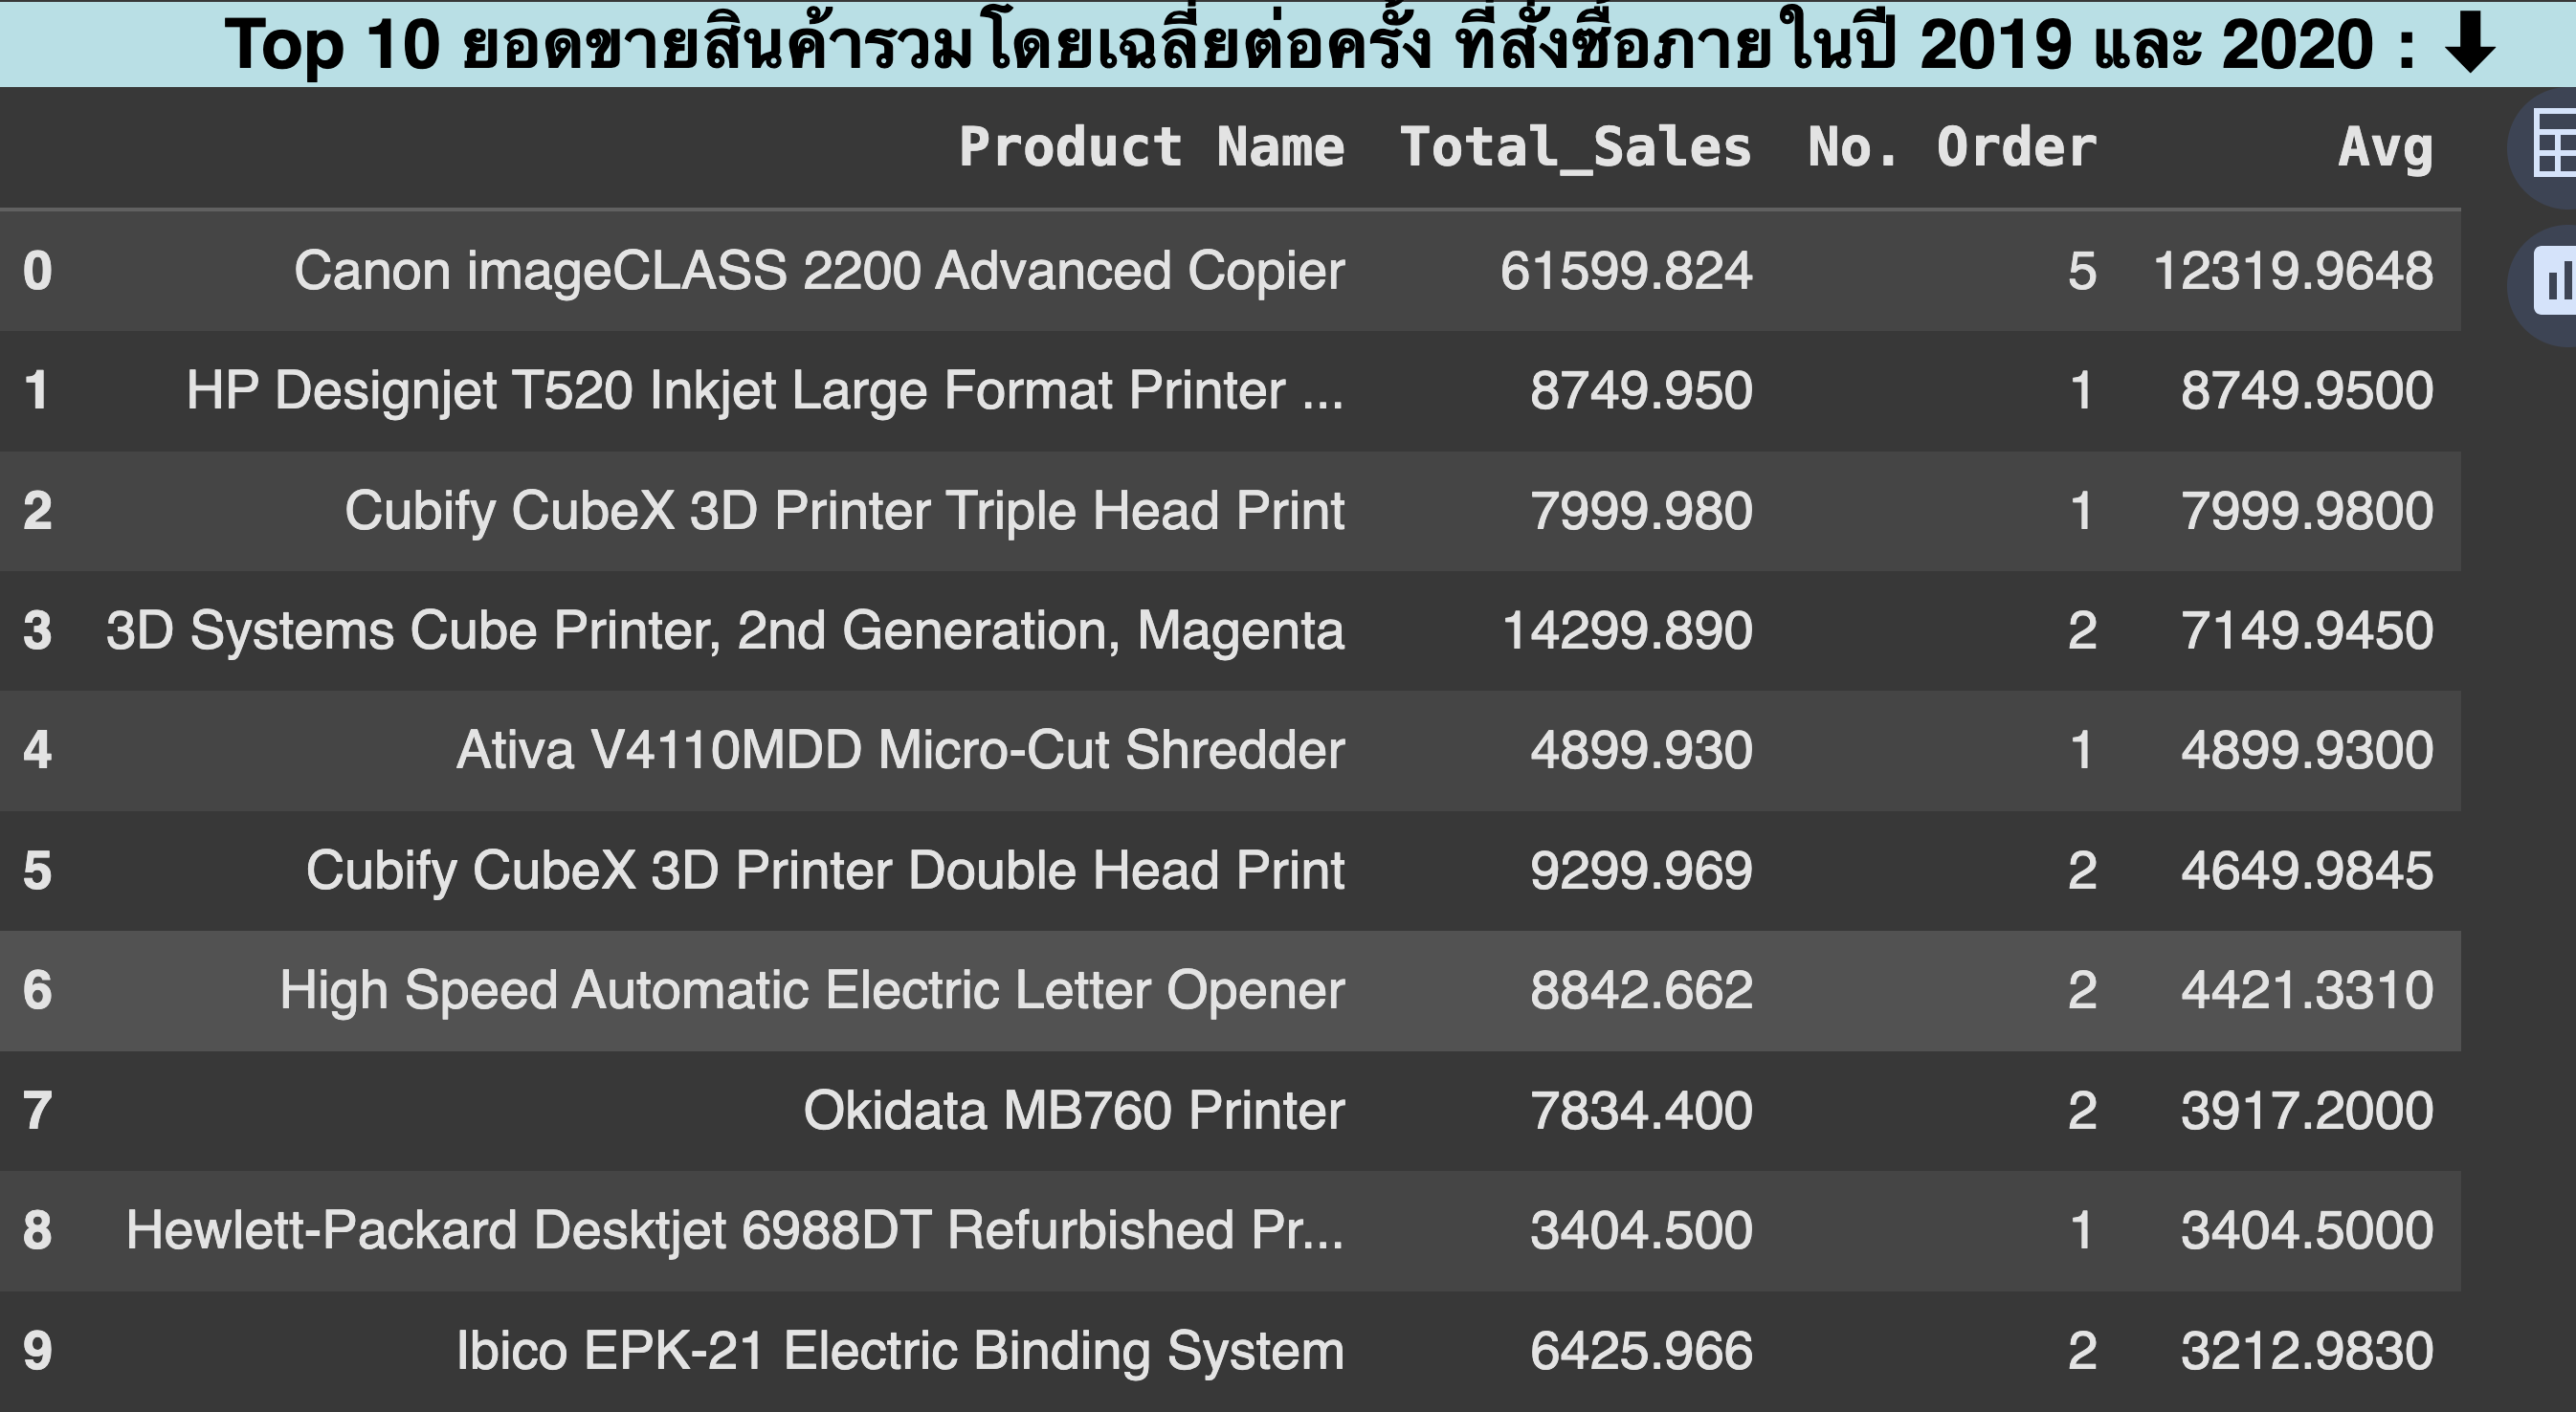 Top 10 ยอดขายสินค้ารวมโดยเฉลี่ยต่อครั้ง ที่สั่งซื้อภายในปี 2019 และ 2020 : ⬇
Product Name Total_Sales No. Order Avg
0 Canon imageCLASS 2200 Advanced Copier 61599.824 5 12319.9648
1 HP Designjet T520 Inkjet Large Format Printer ... 8749.950 1 8749.9500
2 Cubify CubeX 3D Printer Triple Head Print 7999.980 1 7999.9800
3 3D Systems Cube Printer, 2nd Generation, Magenta 14299.890 2 7149.9450
4 Ativa V4110MDD Micro-Cut Shredder 4899.930 1 4899.9300
5 Cubify CubeX 3D Printer Double Head Print 9299.969 2 4649.9845
6 High Speed Automatic Electric Letter Opener 8842.662 2 4421.3310
7 Okidata MB760 Printer 7834.400 2 3917.2000
8 Hewlett-Packard Desktjet 6988DT Refurbished Pr... 3404.500 1 3404.5000
9 Ibico EPK-21 Electric Binding System 6425.966 2 3212.9830